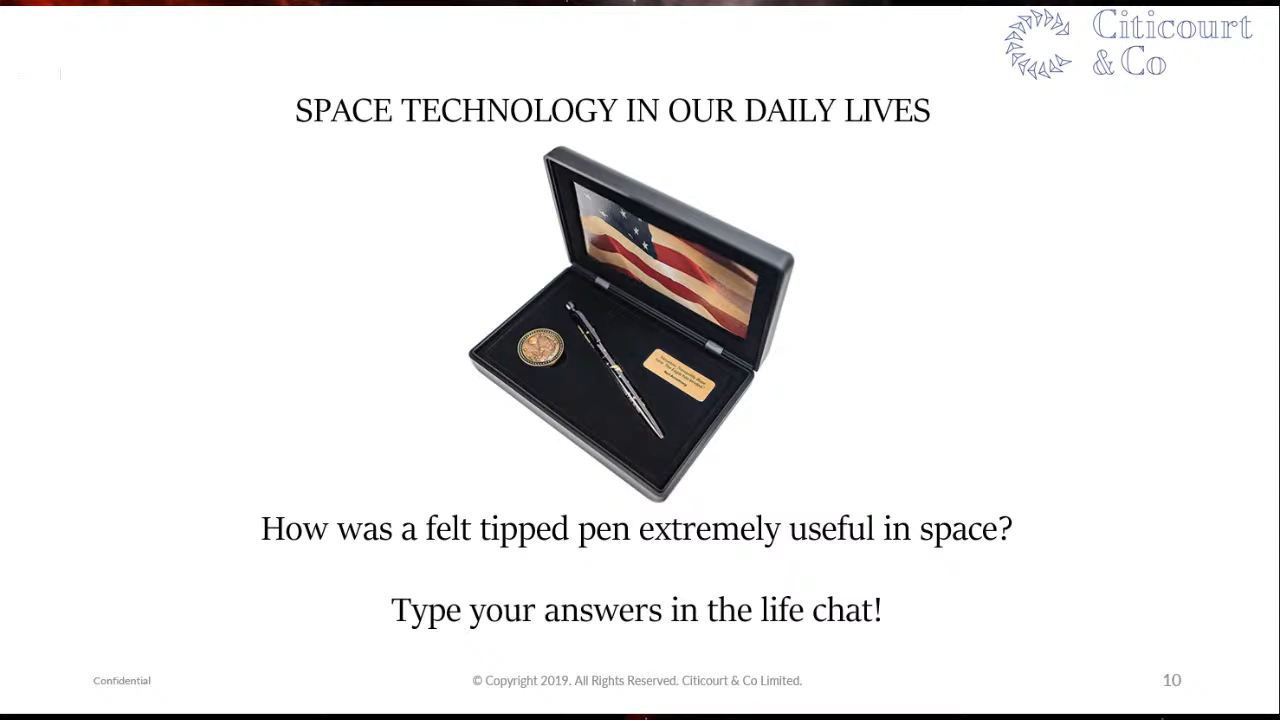 Citicourt
& Co
SPACE TECHNOLOGY IN OUR DAILY LIVES
How was a felt tipped pen extremely useful in space?
Type your answers in the life chat!
Confidential
© Copyright 2019. All Rights Reserved. Citicourt & Co Limited.
10